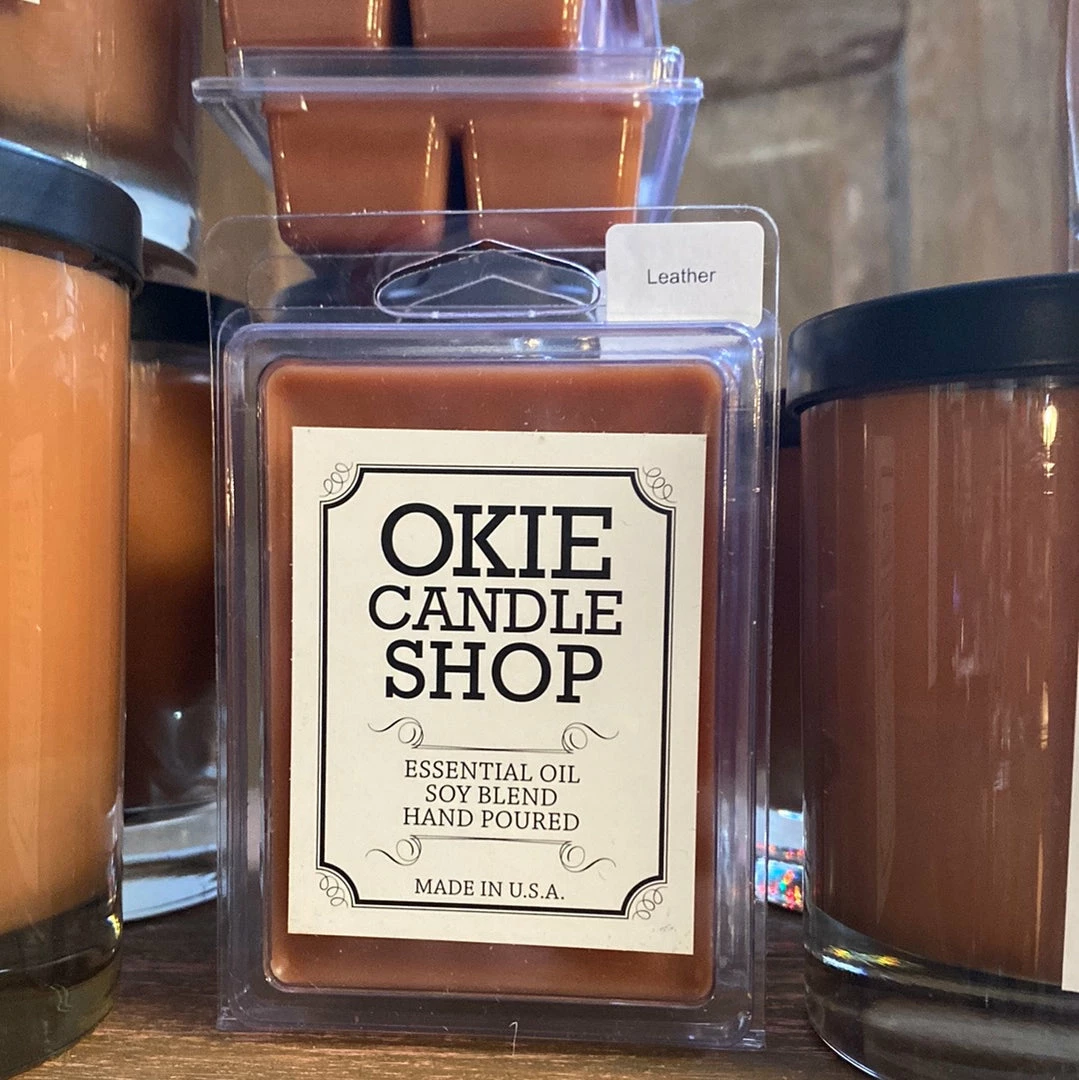 Leather
OKIE
CANDLE
SHOP
ESSENTIAL OIL
SOY BLEND
HAND POURED
MADE IN U.S.A.